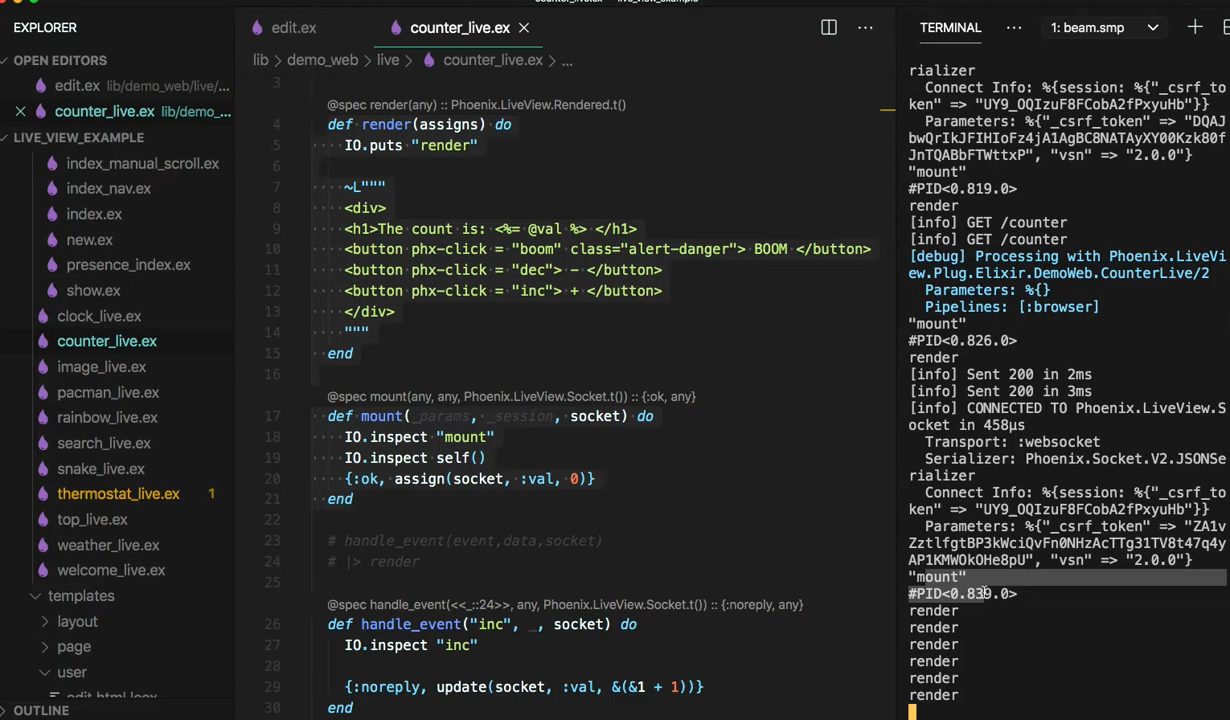 counter_live.ex — live_view_example
EXPLORER
OPEN EDITORS
edit.ex lib/demo_web/live/...
counter_live.ex lib/demo_...
LIVE_VIEW_EXAMPLE
index_manual_scroll.ex
index_nav.ex
index.ex
new.ex
presence_index.ex
show.ex
clock_live.ex
counter_live.ex
image_live.ex
pacman_live.ex
rainbow_live.ex
search_live.ex
snake_live.ex
thermostat_live.ex 1
top_live.ex
weather_live.ex
welcome_live.ex
templates
layout
page
user
edit.html.leex
OUTLINE
edit.ex
counter_live.ex
lib > demo_web > live > counter_live.ex > ...
3
@spec render(any) :: Phoenix.LiveView.Rendered.t()
4 def render(assigns) do
5 IO.puts "render"
6
7 ~L"""
8 <div>
9 <h1>The count is: <%= @val %> </h1>
10 <button phx-click = "boom" class="alert-danger"> BOOM </button>
11 <button phx-click = "dec"> - </button>
12 <button phx-click = "inc"> + </button>
13 </div>
14 """
15 end
16
@spec mount(any, any, Phoenix.LiveView.Socket.t()) :: {:ok, any}
17 def mount(_params, _session, socket) do
18 IO.inspect "mount"
19 IO.inspect self()
20 {:ok, assign(socket, :val, 0)}
21 end
22
23 # handle_event(event,data,socket)
24 # |> render
25
@spec handle_event(<<_::24>>, any, Phoenix.LiveView.Socket.t()) :: {:noreply, any}
26 def handle_event("inc", _, socket) do
27 IO.inspect "inc"
28
29 {:noreply, update(socket, :val, &(&1 + 1))}
30 end
TERMINAL ... 1: beam.smp
rializer
Connect Info: %{session: %{"_csrf_to
ken" => "UY9_OQIzuF8FCobA2fPxyuHb"}}
Parameters: %{"_csrf_token" => "DQAJ
bwQrIkJFIHIoFz4jA1AgBC8NATAyXY00Kzk80f
JnTQABbFTWttxP", "vsn" => "2.0.0"}
"mount"
#PID<0.819.0>
render
[info] GET /counter
[info] GET /counter
[debug] Processing with Phoenix.LiveVi
ew.Plug.Elixir.DemoWeb.CounterLive/2
Parameters: %{}
Pipelines: [:browser]
"mount"
#PID<0.826.0>
render
[info] Sent 200 in 2ms
[info] Sent 200 in 3ms
[info] CONNECTED TO Phoenix.LiveView.S
ocket in 458µs
Transport: :websocket
Serializer: Phoenix.Socket.V2.JSONSe
rializer
Connect Info: %{session: %{"_csrf_to
ken" => "UY9_OQIzuF8FCobA2fPxyuHb"}}
Parameters: %{"_csrf_token" => "ZA1v
ZztlfgtBP3kWciQvFn0NHzAcTTg31TV8t47q4y
AP1KMWOkOHe8pU", "vsn" => "2.0.0"}
"mount"
#PID<0.839.0>
render
render
render
render
render
render